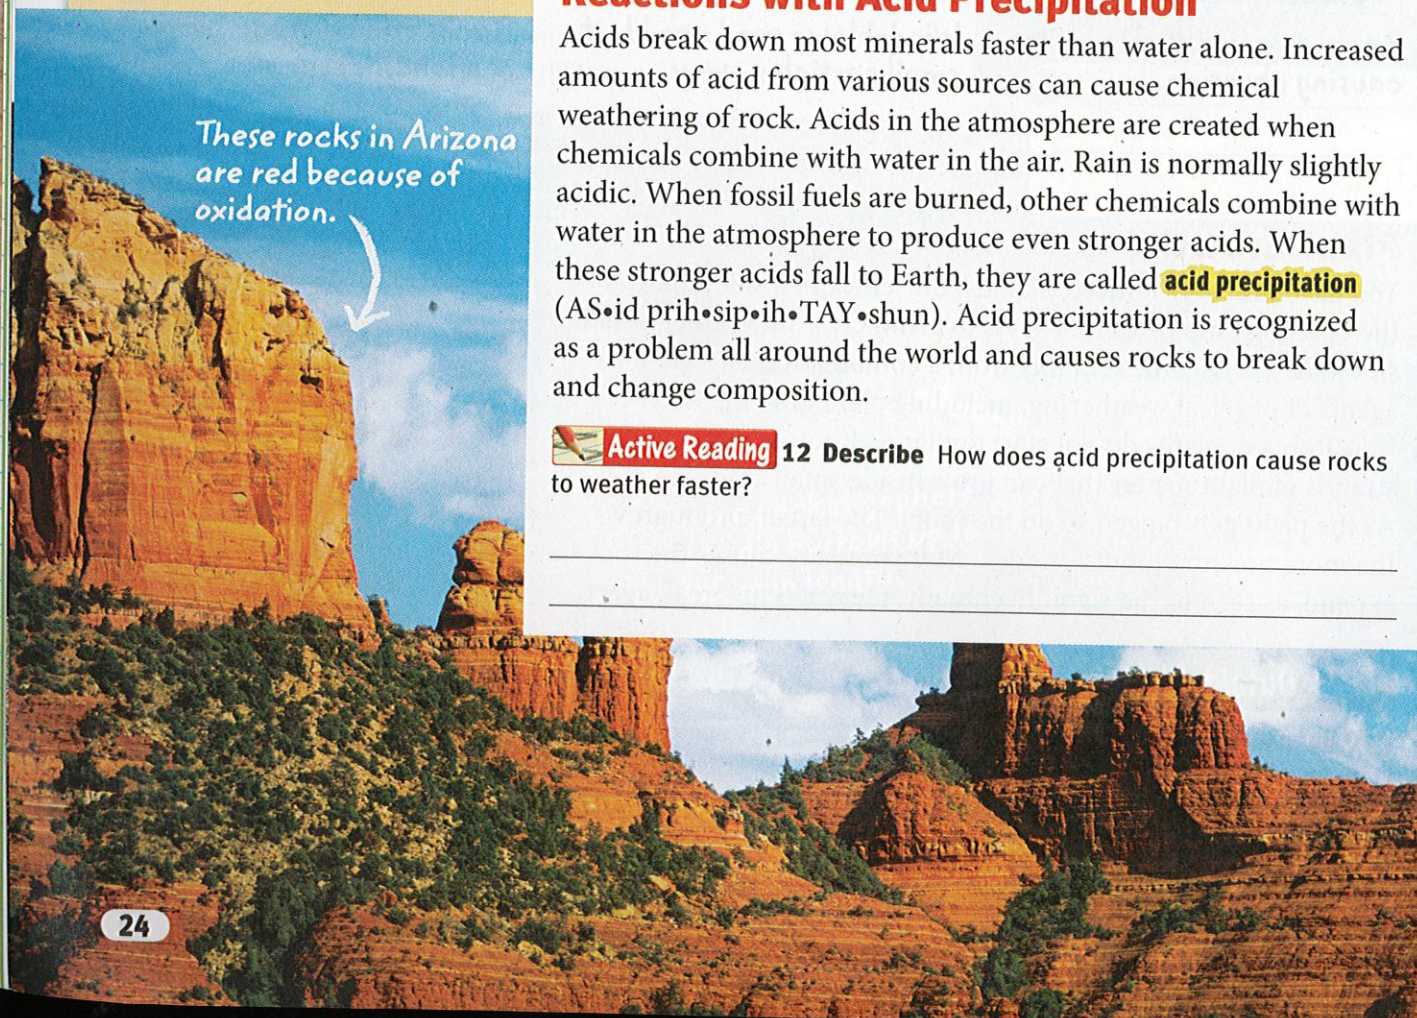 Reactions with Acid Precipitation
Acids break down most minerals faster than water alone. Increased
amounts of acid from various sources can cause chemical
weathering of rock. Acids in the atmosphere are created when
chemicals combine with water in the air. Rain is normally slightly
acidic. When fossil fuels are burned, other chemicals combine with
water in the atmosphere to produce even stronger acids. When
these stronger acids fall to Earth, they are called acid precipitation
(AS•id prih•sip•ih•TAY•shun). Acid precipitation is recognized
as a problem all around the world and causes rocks to break down
and change composition.
Active Reading 12 Describe How does acid precipitation cause rocks
to weather faster?
These rocks in Arizona
are red because of
oxidation.
24